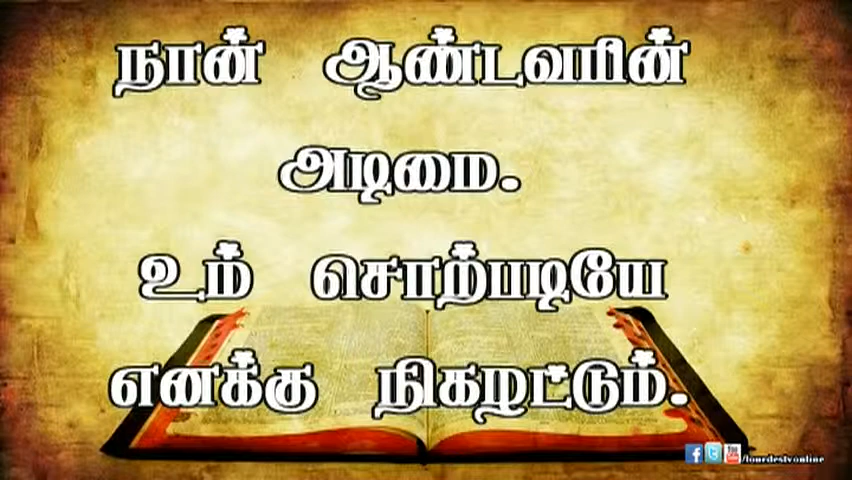 நான் ஆண்டவரின்
அடிமை.
உம் சொற்படியே
எனக்கு நிகழட்டும்.
/lourdestvonline